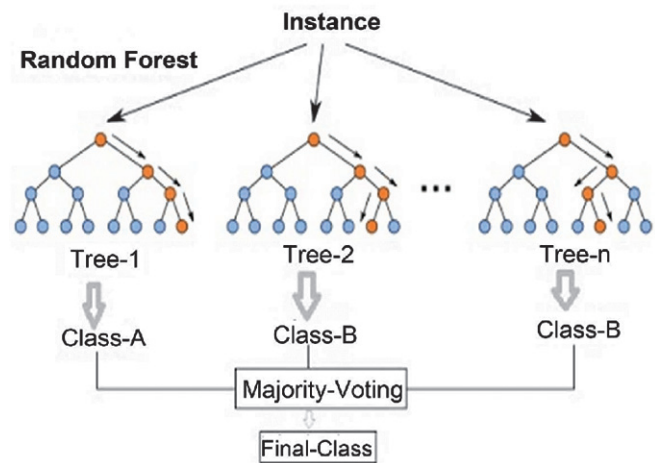 Instance
Random Forest
...
Tree-1
Tree-2
Tree-n
Class-A
Class-B
Class-B
Majority-Voting
Final-Class